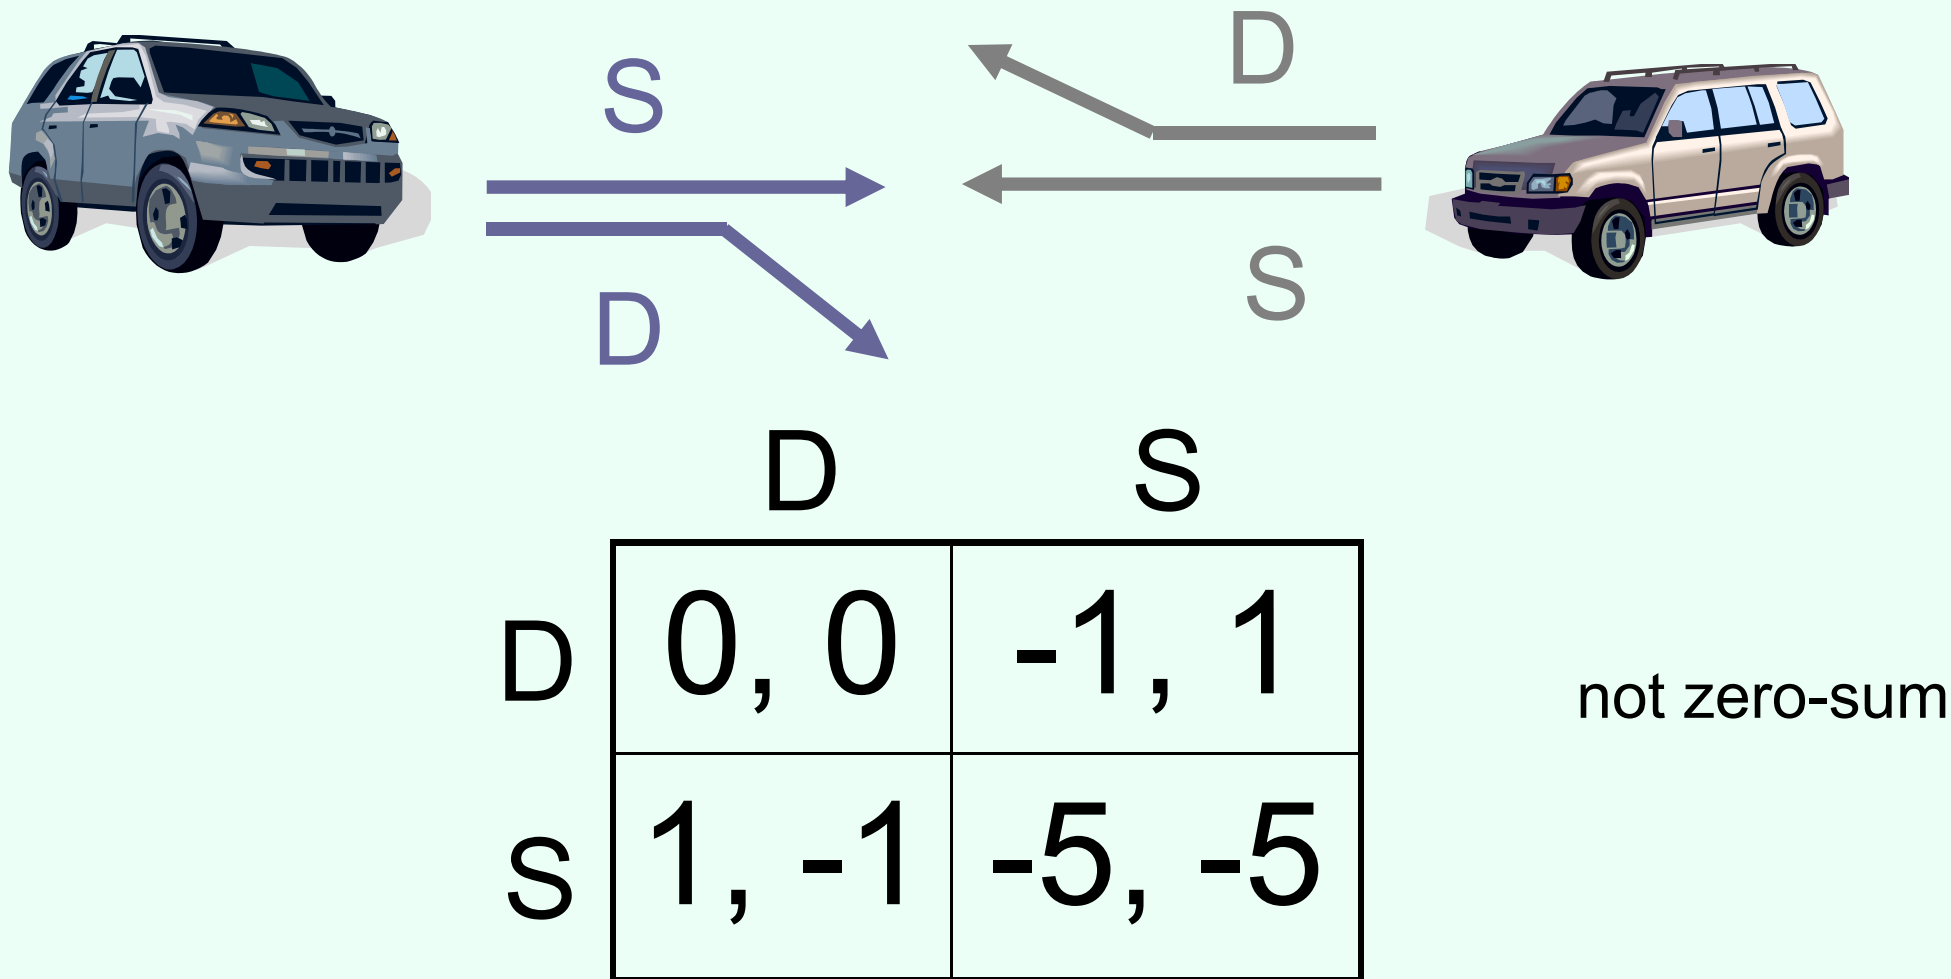 S
D
D
S
D S
D 0, 0 -1, 1
not zero-sum
S 1, -1 -5, -5